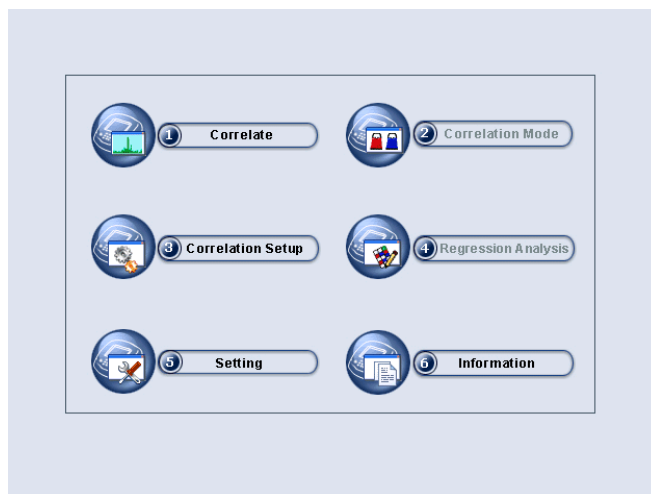 1 Correlate
2 Correlation Mode
3 Correlation Setup
4 Regression Analysis
5 Setting
6 Information